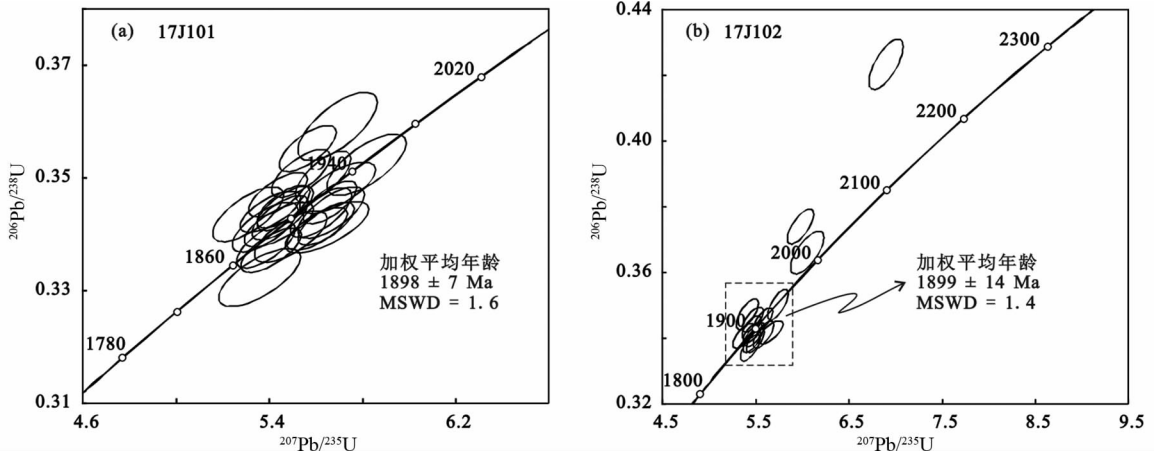 (a) 17J101
0.37
0.35
0.33
0.31
²⁰⁶Pb/²³⁸U
2020
1940
1860
1780
加权平均年龄
1898 ± 7 Ma
MSWD = 1.6
4.6 5.4 6.2
²⁰⁷Pb/²³⁵U
(b) 17J102
0.44
0.40
0.36
0.32
²⁰⁶Pb/²³⁸U
2300
2200
2100
2000
1900
1800
加权平均年龄
1899 ± 14 Ma
MSWD = 1.4
4.5 5.5 6.5 7.5 8.5 9.5
²⁰⁷Pb/²³⁵U